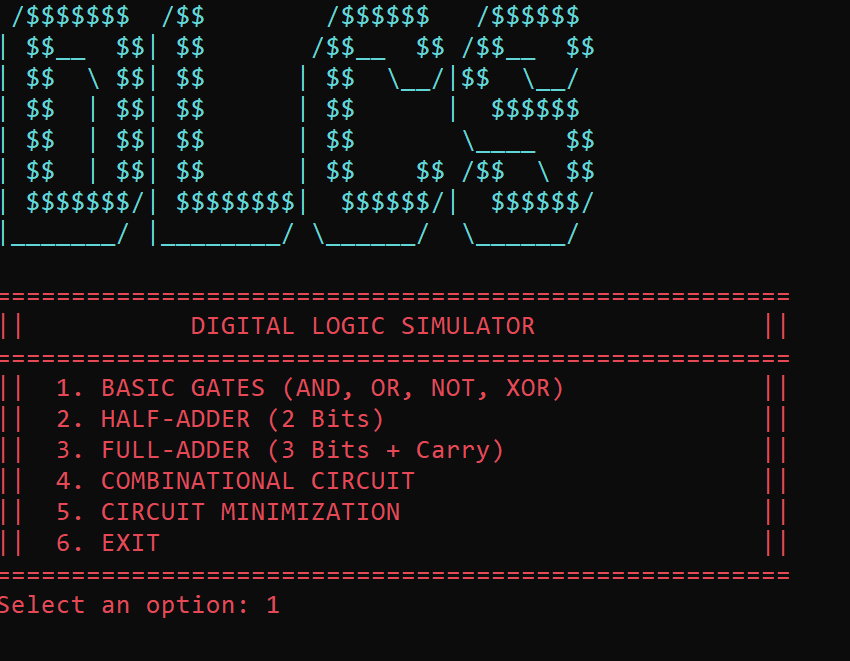 /$$$$$$$  /$$        /$$$$$$   /$$$$$$
| $$__  $$| $$       /$$__  $$ /$$__  $$
| $$  \ $$| $$      | $$  \__/|$$  \__/
| $$  | $$| $$      | $$      |  $$$$$$
| $$  | $$| $$      | $$       \____  $$
| $$  | $$| $$      | $$    $$ /$$  \ $$
| $$$$$$$/| $$$$$$$$|  $$$$$$/|  $$$$$$/
|_______/ |________/ \______/  \______/
=====================================================
||           DIGITAL LOGIC SIMULATOR               ||
=====================================================
||  1. BASIC GATES (AND, OR, NOT, XOR)             ||
||  2. HALF-ADDER (2 Bits)                         ||
||  3. FULL-ADDER (3 Bits + Carry)                 ||
||  4. COMBINATIONAL CIRCUIT                       ||
||  5. CIRCUIT MINIMIZATION                        ||
||  6. EXIT                                        ||
=====================================================
Select an option: 1